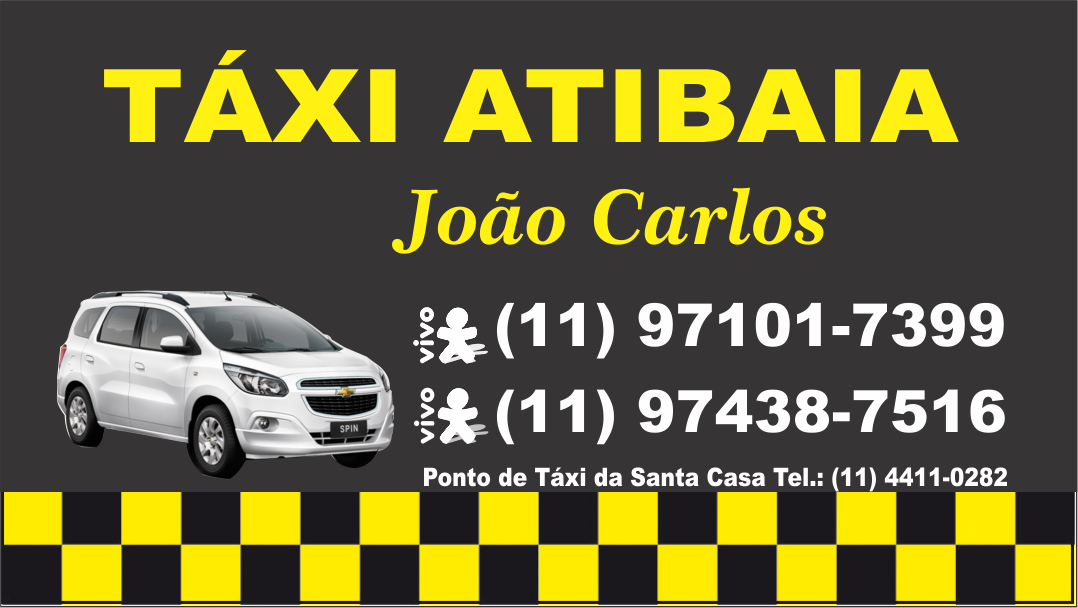 TÁXI ATIBAIA
João Carlos
vivo (11) 97101-7399
vivo (11) 97438-7516
SPIN
Ponto de Táxi da Santa Casa Tel.: (11) 4411-0282